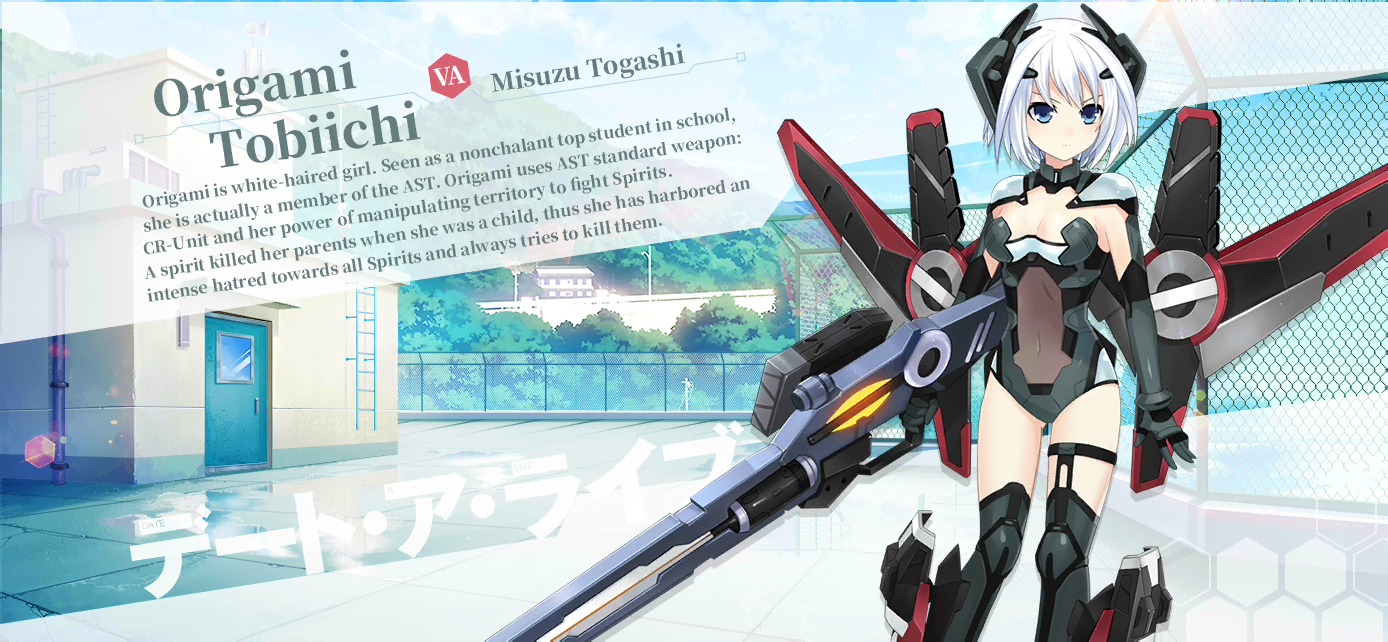 Origami
Tobiichi
VA
Misuzu Togashi
Origami is white-haired girl. Seen as a nonchalant top student in school,
she is actually a member of the AST. Origami uses AST standard weapon:
CR-Unit and her power of manipulating territory to fight Spirits.
A spirit killed her parents when she was a child, thus she has harbored an
intense hatred towards all Spirits and always tries to kill them.
DATE
LIVE
デート・ア・ライブ